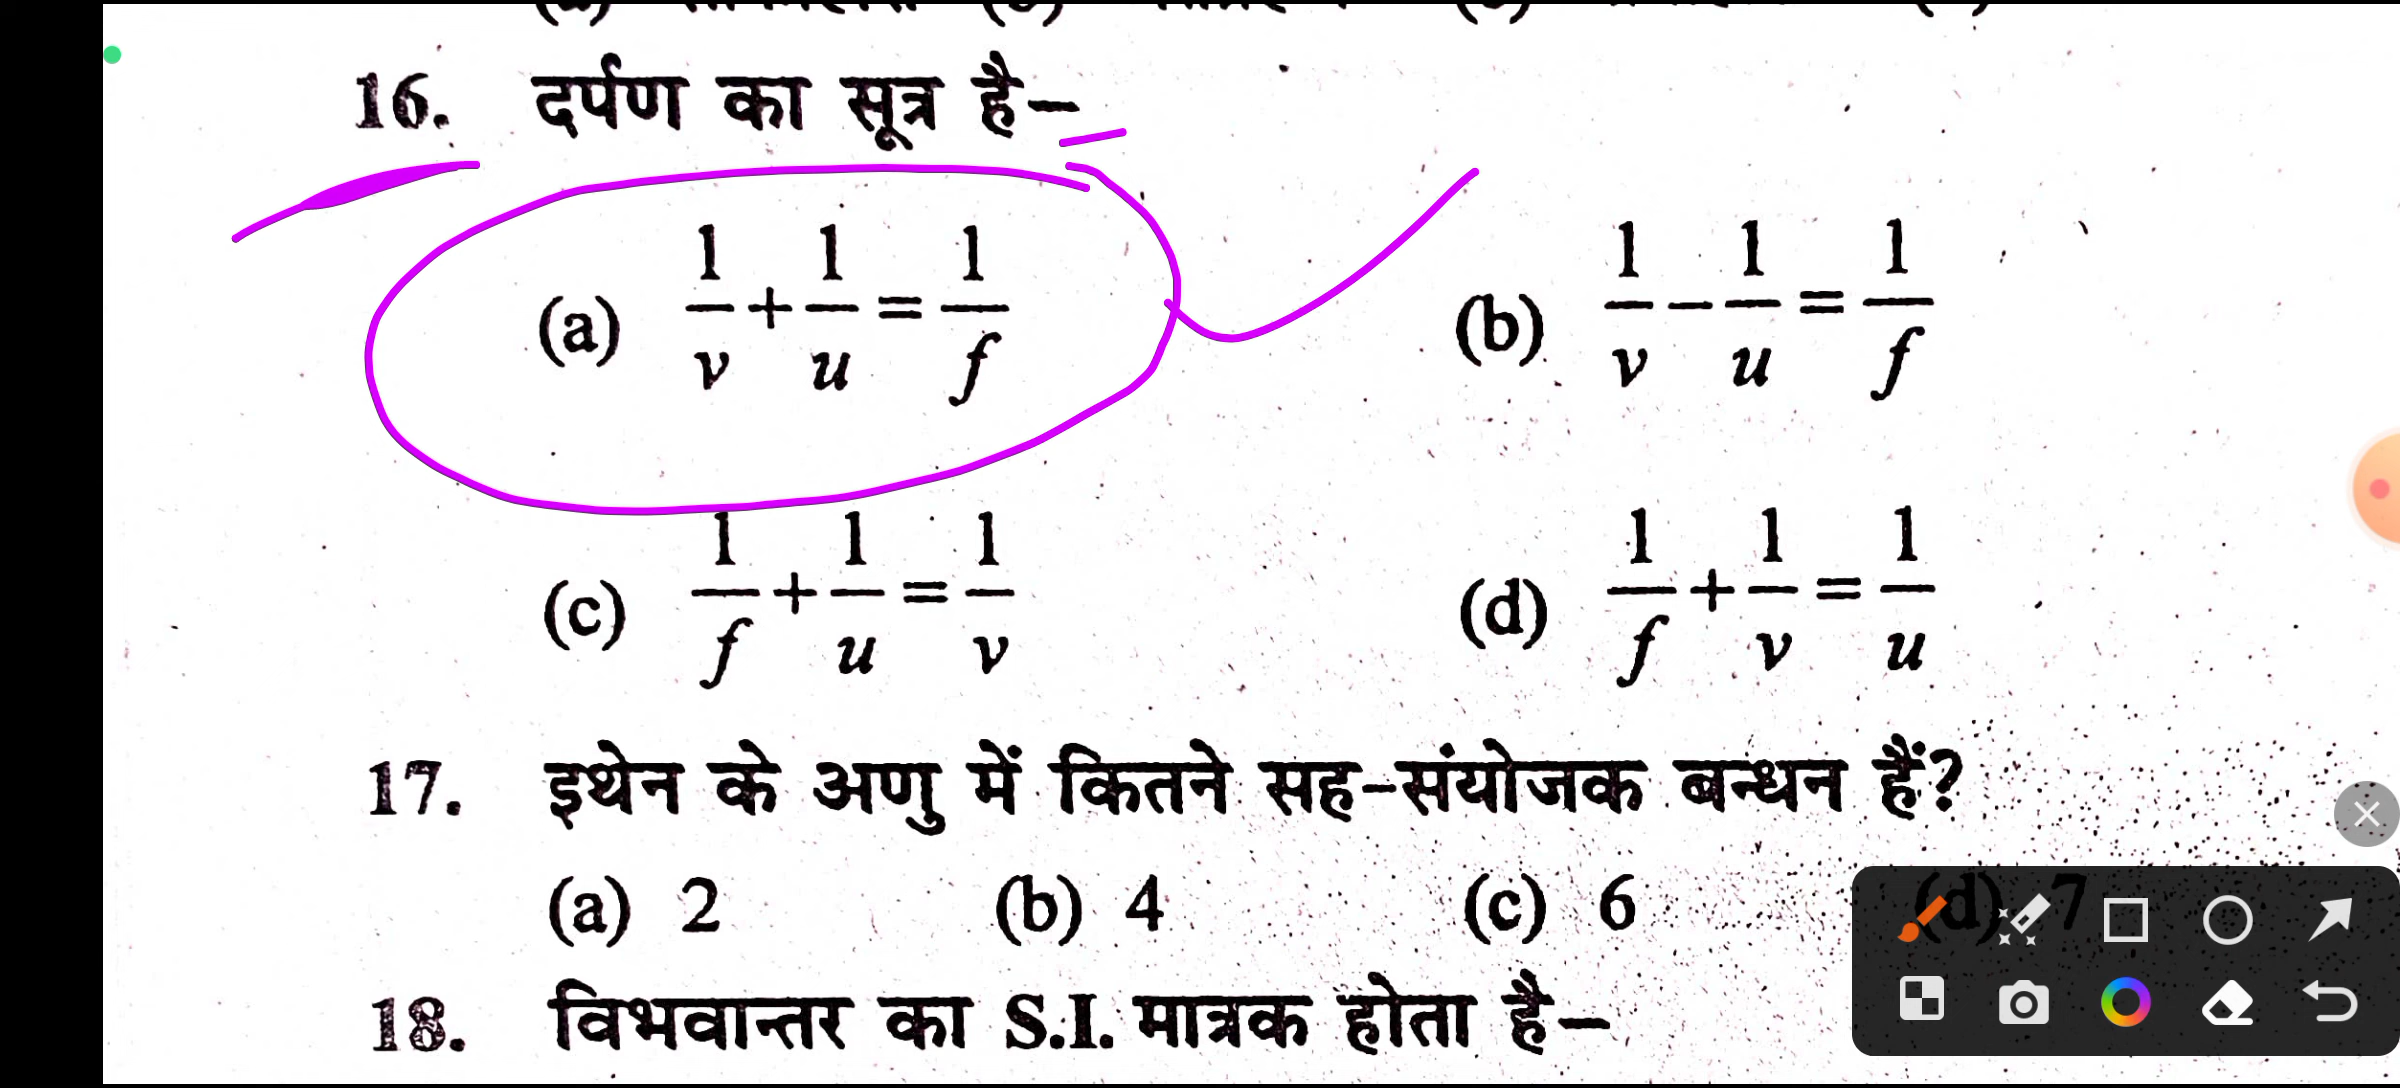 16. दर्पण का सूत्र है–
(a) 1/v + 1/u = 1/f (b) 1/v – 1/u = 1/f
(c) 1/f + 1/u = 1/v (d) 1/f + 1/v = 1/u
17. इथेन के अणु में कितने सह-संयोजक बन्धन हैं?
(a) 2 (b) 4 (c) 6 (d) 7
18. विभवान्तर का S.I. मात्रक होता है–